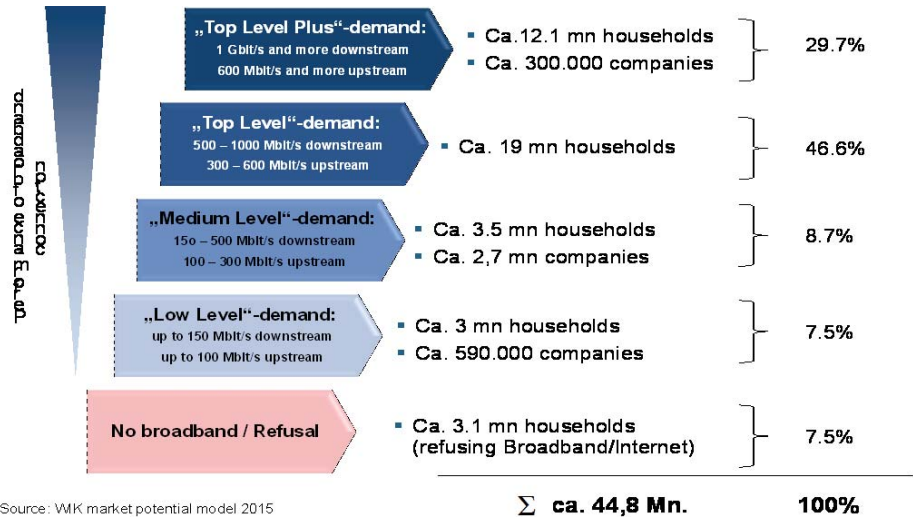 „Top Level Plus“-demand:
1 Gbit/s and more downstream
600 Mbit/s and more upstream
▪ Ca.12.1 mn households
▪ Ca. 300.000 companies
29.7%
„Top Level“-demand:
500 – 1000 Mbit/s downstream
300 – 600 Mbit/s upstream
▪ Ca. 19 mn households
46.6%
„Medium Level“-demand:
15o – 500 Mbit/s downstream
100 – 300 Mbit/s upstream
▪ Ca. 3.5 mn households
▪ Ca. 2,7 mn companies
8.7%
„Low Level“-demand:
up to 150 Mbit/s downstream
up to 100 Mbit/s upstream
▪ Ca. 3 mn households
▪ Ca. 590.000 companies
7.5%
No broadband / Refusal
▪ Ca. 3.1 mn households
(refusing Broadband/Internet)
7.5%
Σ ca. 44,8 Mn.
100%
Source: WIK market potential model 2015